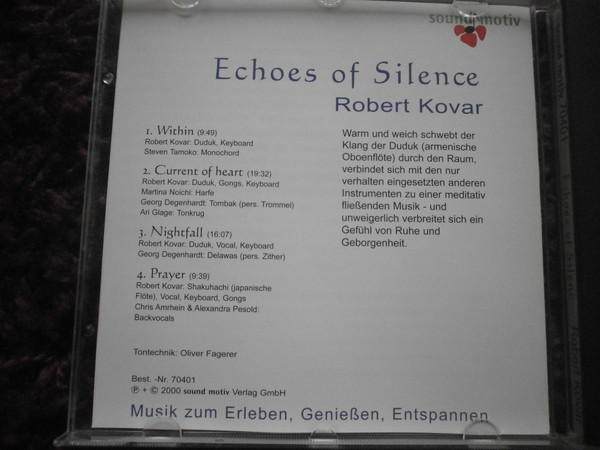 sound motiv
Echoes of Silence
Robert Kovar
1. Within (9:49)
Robert Kovar: Duduk, Keyboard
Steven Tamoko: Monochord
2. Current of heart (19:32)
Robert Kovar: Duduk, Gongs, Keyboard
Martina Noichl: Harfe
Georg Degenhardt: Tombak (pers. Trommel)
Ari Glage: Tonkrug
3. Nightfall (16:07)
Robert Kovar: Duduk, Vocal, Keyboard
Georg Degenhardt: Delawas (pers. Zither)
4. Prayer (9:39)
Robert Kovar: Shakuhachi (japanische
Flöte), Vocal, Keyboard, Gongs
Chris Amrhein & Alexandra Pesold:
Backvocals
Warm und weich schwebt der
Klang der Duduk (armenische
Oboenflöte) durch den Raum,
verbindet sich mit den nur
verhalten eingesetzten anderen
Instrumenten zu einer meditativ
fließenden Musik - und
unweigerlich verbreitet sich ein
Gefühl von Ruhe und
Geborgenheit.
Tontechnik: Oliver Fagerer
Best. -Nr. 70401
℗ + © 2000 sound motiv Verlag GmbH
Musik zum Erleben, Genießen, Entspannen